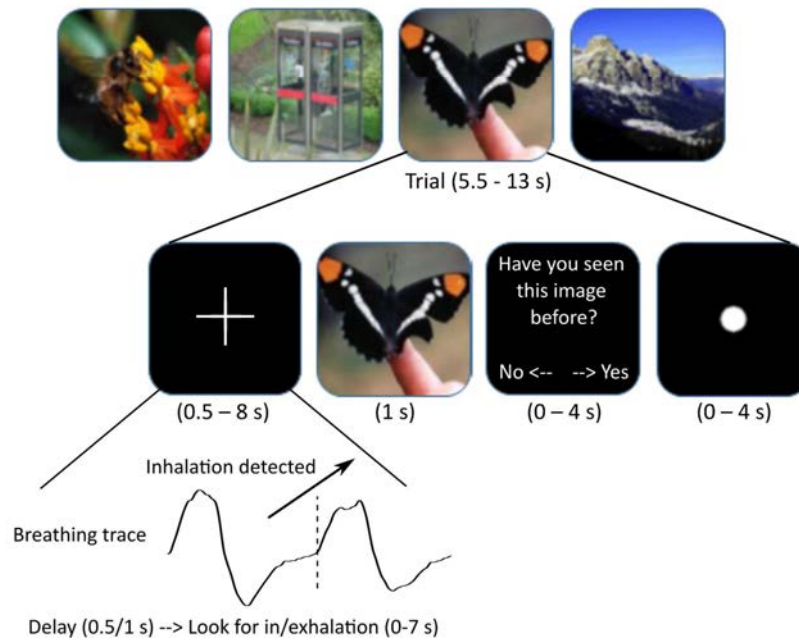 Trial (5.5 - 13 s)
Have you seen
this image
before?
No <-- --> Yes
(0.5 – 8 s)
(1 s)
(0 – 4 s)
(0 – 4 s)
Inhalation detected
Breathing trace
Delay (0.5/1 s) --> Look for in/exhalation (0-7 s)